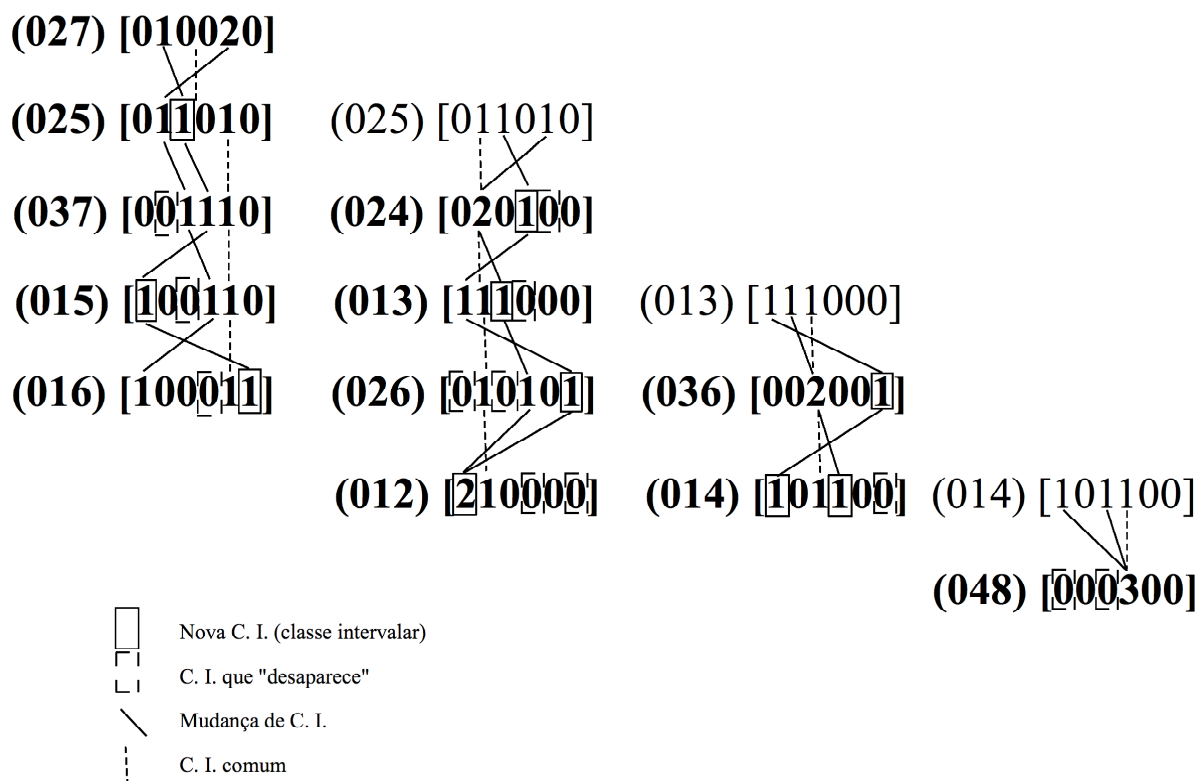 (027) [010020]
(025) [011010] (025) [011010]
(037) [001110] (024) [020100]
(015) [100110] (013) [111000] (013) [111000]
(016) [100011] (026) [010101] (036) [002001]
(012) [210000] (014) [101100] (014) [101100]
(048) [000300]
Nova C. I. (classe intervalar)
C. I. que "desaparece"
Mudança de C. I.
C. I. comum